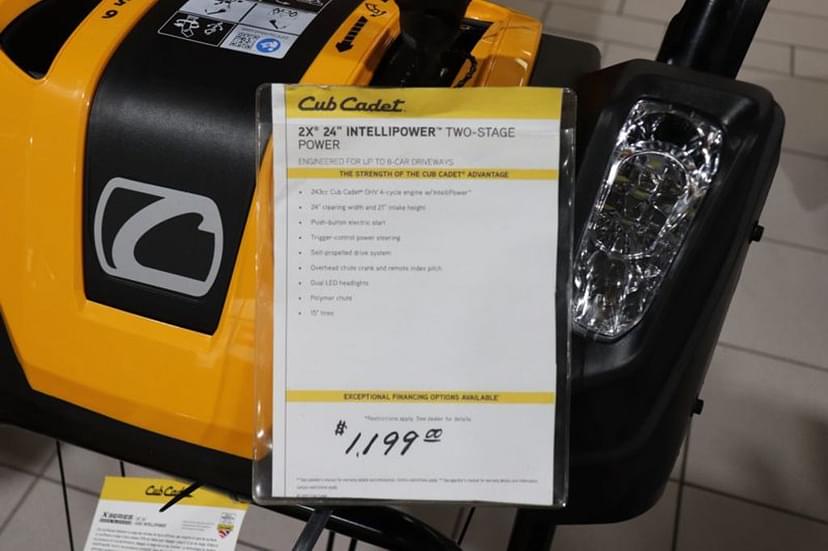 Cub Cadet
2X® 24" INTELLIPOWER™ TWO-STAGE
POWER
ENGINEERED FOR UP TO 8-CAR DRIVEWAYS
THE STRENGTH OF THE CUB CADET® ADVANTAGE
• 243cc Cub Cadet® OHV 4-cycle engine w/IntelliPower™
• 24" clearing width and 21" intake height
• Push-button electric start
• Trigger-control power steering
• Self-propelled drive system
• Overhead chute crank and remote index pitch
• Dual LED headlights
• Polymer chute
• 15" tires
EXCEPTIONAL FINANCING OPTIONS AVAILABLE*
*Restrictions apply. See dealer for details.
$1,199.00
Cub Cadet
X SERIES